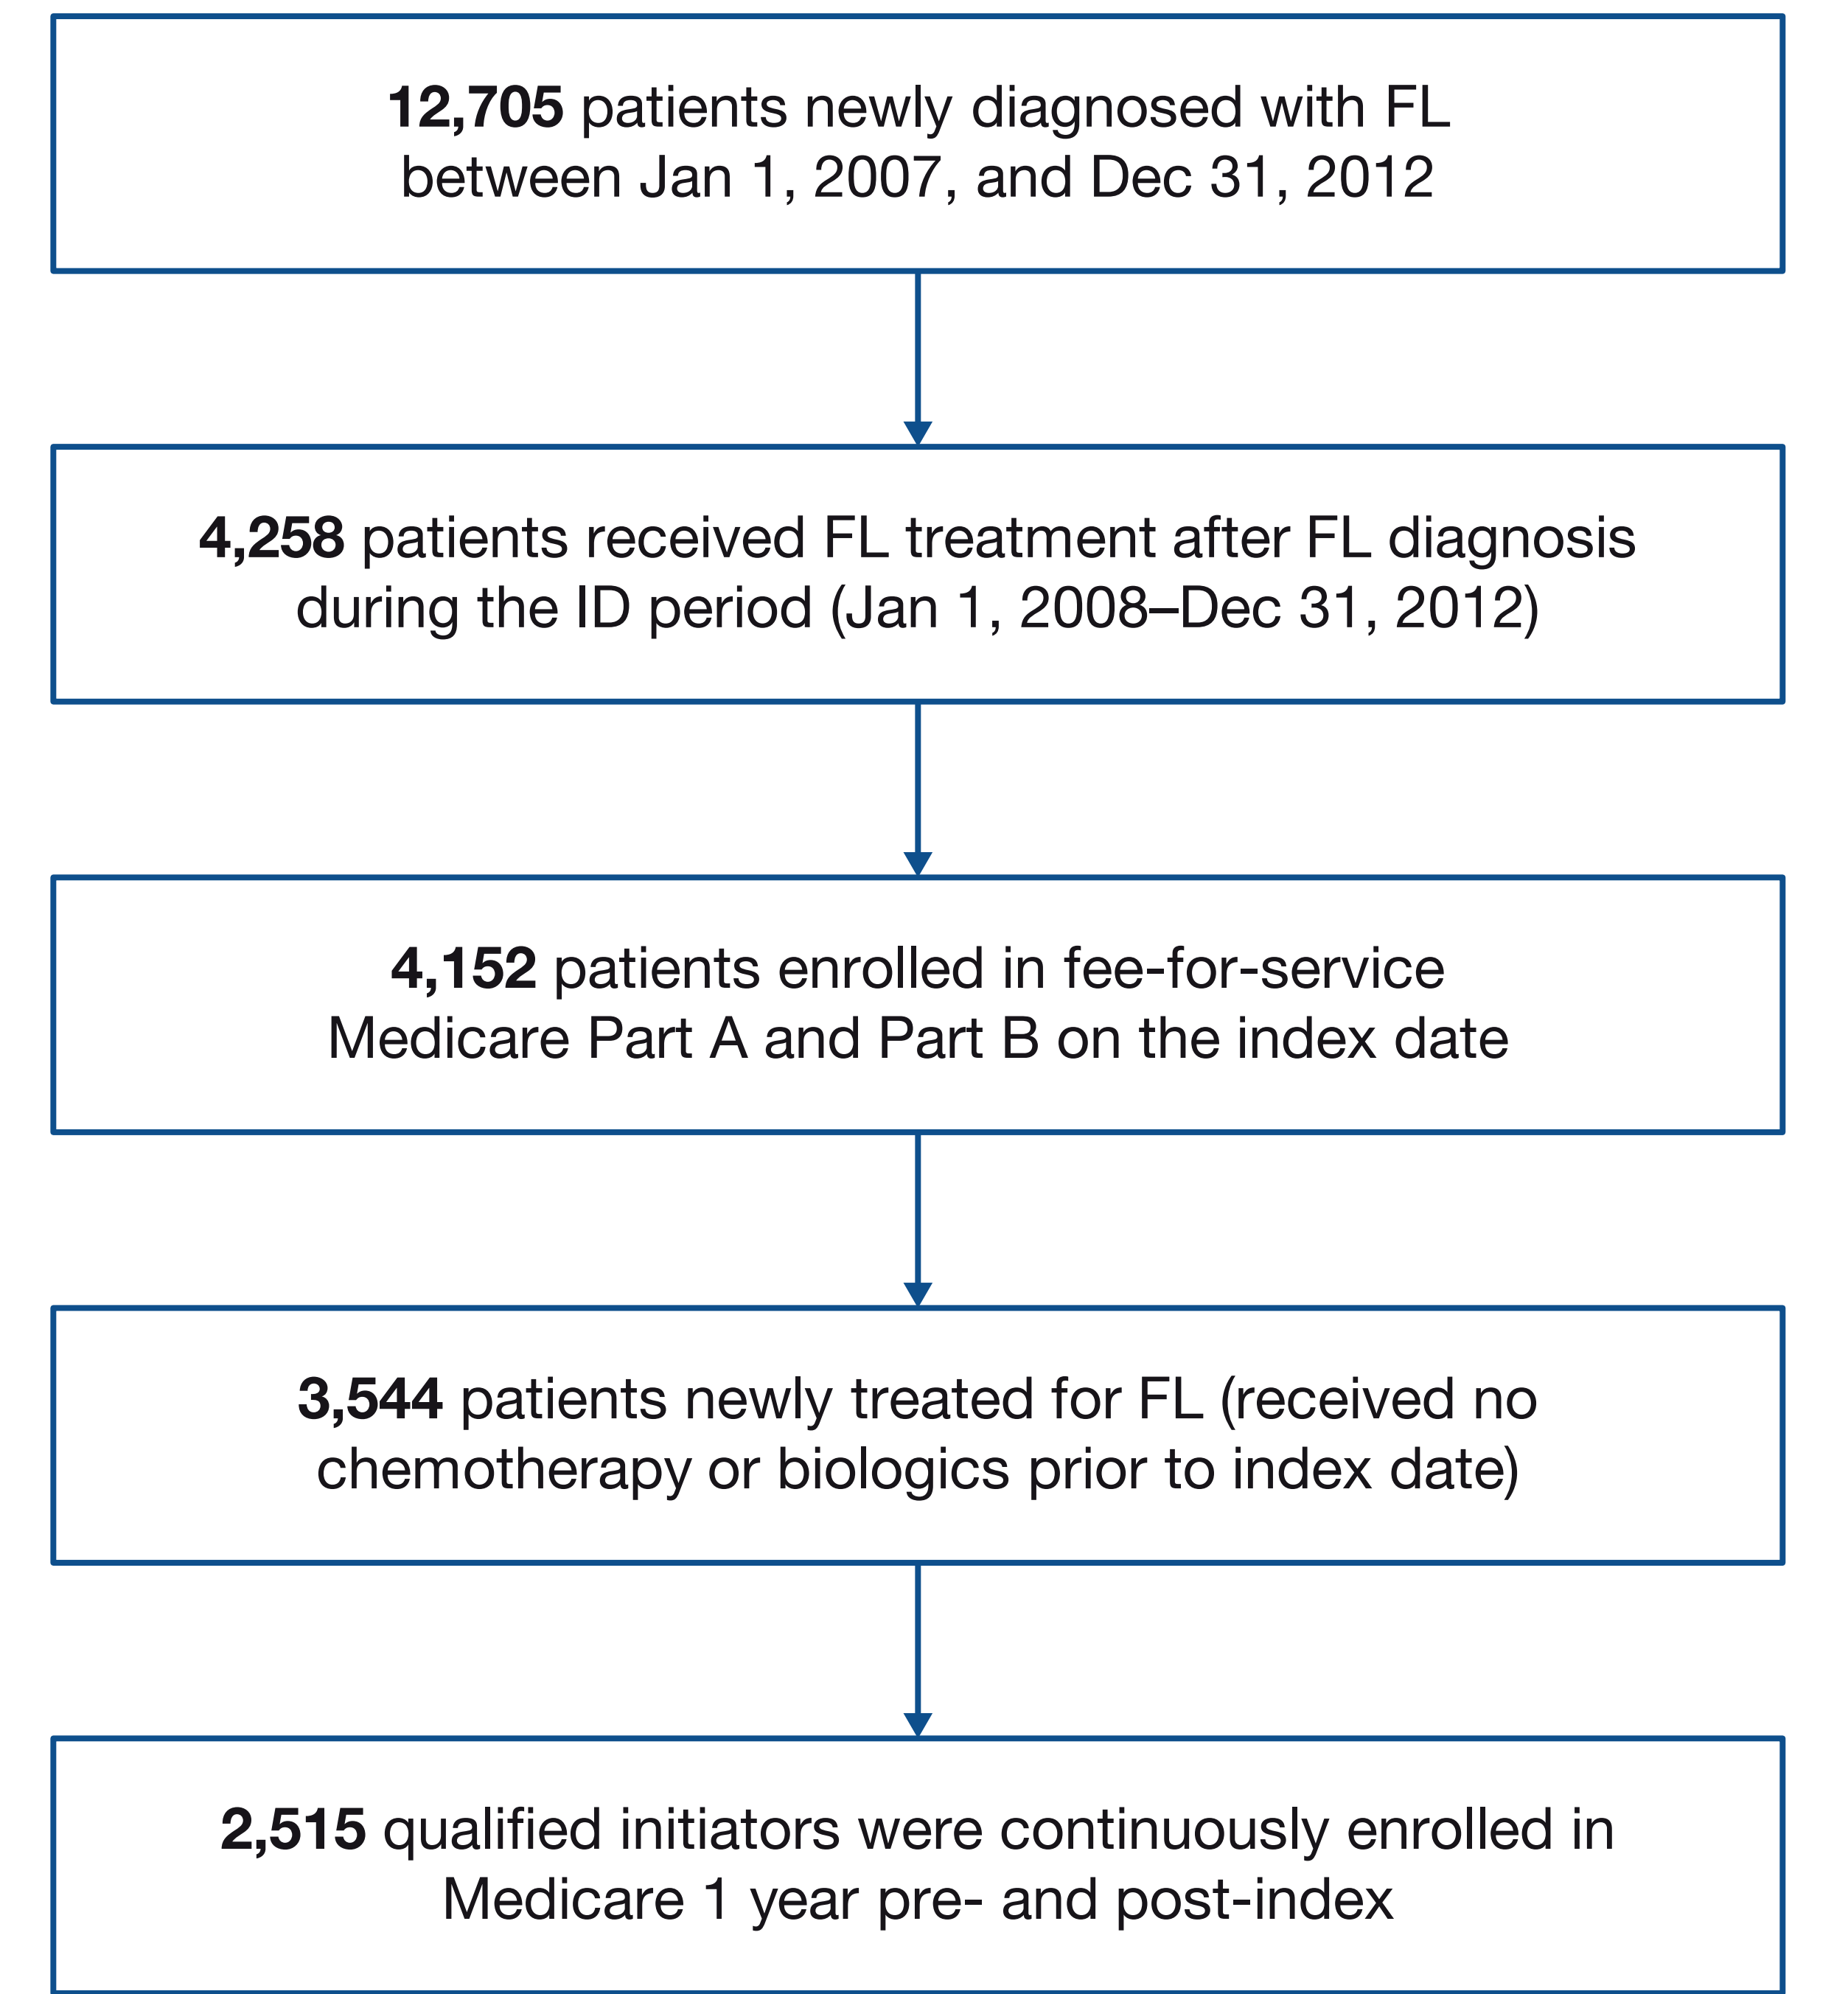 12,705 patients newly diagnosed with FL
between Jan 1, 2007, and Dec 31, 2012
4,258 patients received FL treatment after FL diagnosis
during the ID period (Jan 1, 2008–Dec 31, 2012)
4,152 patients enrolled in fee-for-service
Medicare Part A and Part B on the index date
3,544 patients newly treated for FL (received no
chemotherapy or biologics prior to index date)
2,515 qualified initiators were continuously enrolled in
Medicare 1 year pre- and post-index